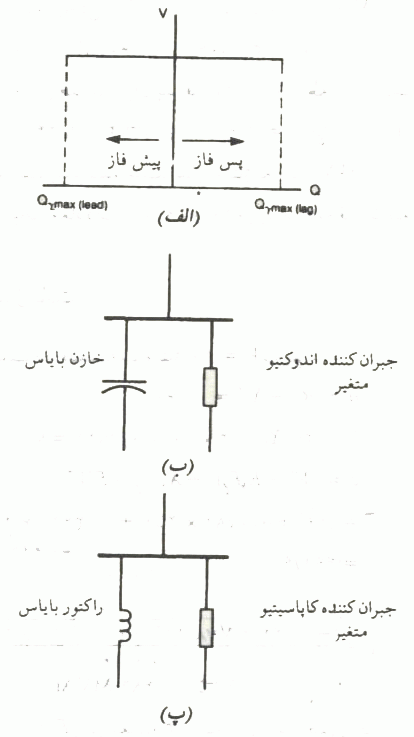 V
پیش فاز
پس فاز
Q
Qγmax (lead)
Qγmax (lag)
(الف)
خازن بایاس
جبران کننده اندوکتیو
متغیر
(ب)
راکتور بایاس
جبران کننده کاپاسیتیو
متغیر
(پ)